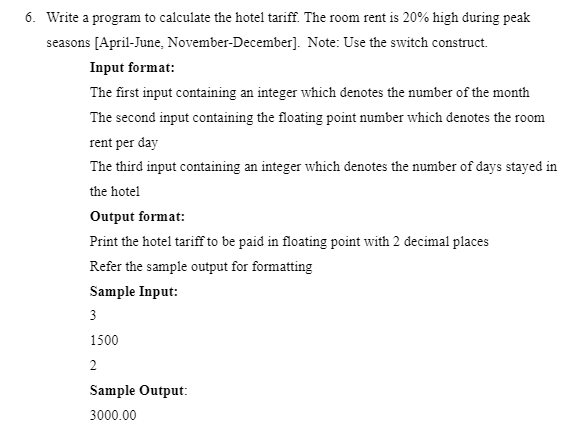 6. Write a program to calculate the hotel tariff. The room rent is 20% high during peak
seasons [April-June, November-December]. Note: Use the switch construct.
Input format:
The first input containing an integer which denotes the number of the month
The second input containing the floating point number which denotes the room
rent per day
The third input containing an integer which denotes the number of days stayed in
the hotel
Output format:
Print the hotel tariff to be paid in floating point with 2 decimal places
Refer the sample output for formatting
Sample Input:
3
1500
2
Sample Output:
3000.00